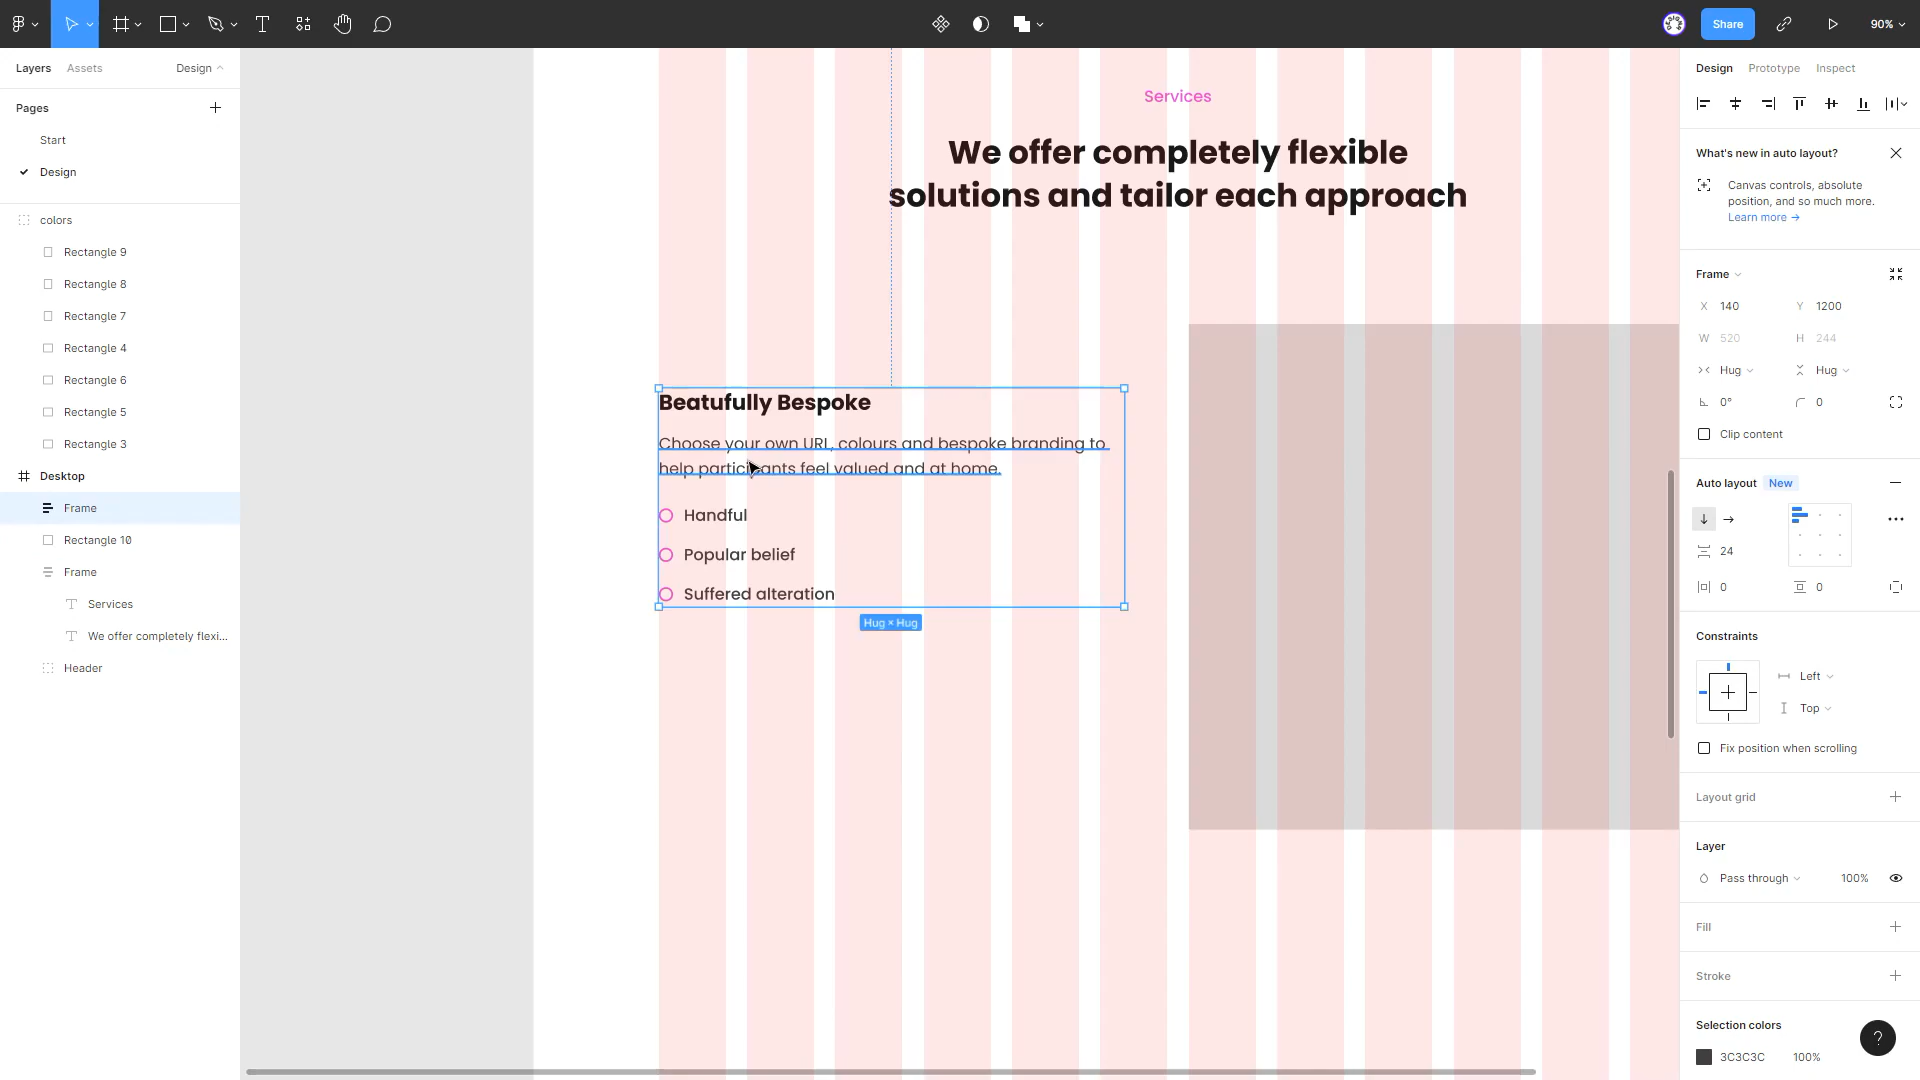 Share
90%
Layers
Assets
Design
Pages
Start
Design
colors
Rectangle 9
Rectangle 8
Rectangle 7
Rectangle 4
Rectangle 6
Rectangle 5
Rectangle 3
Desktop
Frame
Rectangle 10
Frame
Services
We offer completely flexi...
Header
Services
We offer completely flexible
solutions and tailor each approach
Beatufully Bespoke
Choose your own URL, colours and bespoke branding to
help participants feel valued and at home.
Handful
Popular belief
Suffered alteration
Hug × Hug
Design
Prototype
Inspect
What's new in auto layout?
Canvas controls, absolute
position, and so much more.
Learn more →
Frame
X 140
Y 1200
W 520
H 244
Hug
Hug
0°
0
Clip content
Auto layout
New
24
0
0
Constraints
Left
Top
Fix position when scrolling
Layout grid
Layer
Pass through
100%
Fill
Stroke
Selection colors
3C3C3C
100%
?